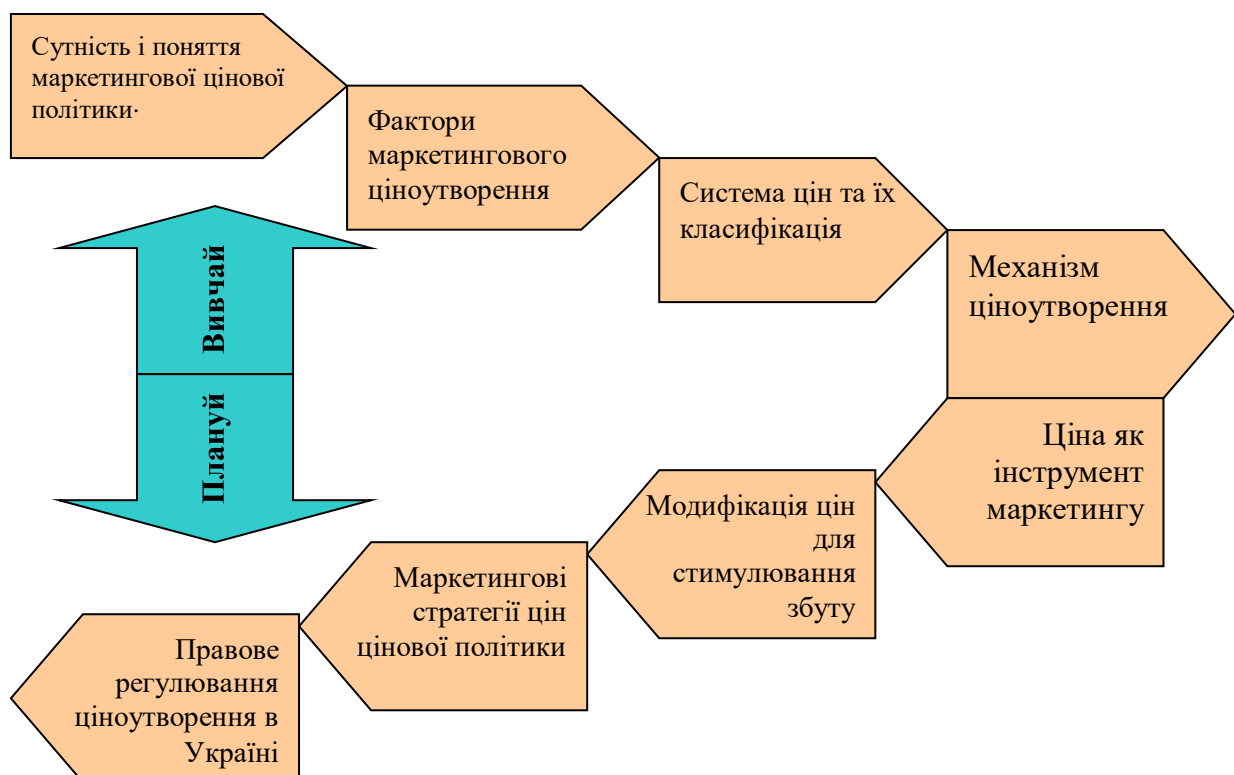 Сутність і поняття
маркетингової цінової
політики·
Фактори
маркетингового
ціноутворення
Система цін та їх
класифікація
Механізм
ціноутворення
Вивчай
Плануй
Ціна як
інструмент
маркетингу
Модифікація цін
для
стимулювання
збуту
Маркетингові
стратегії цін
цінової політики
Правове
регулювання
ціноутворення в
Україні